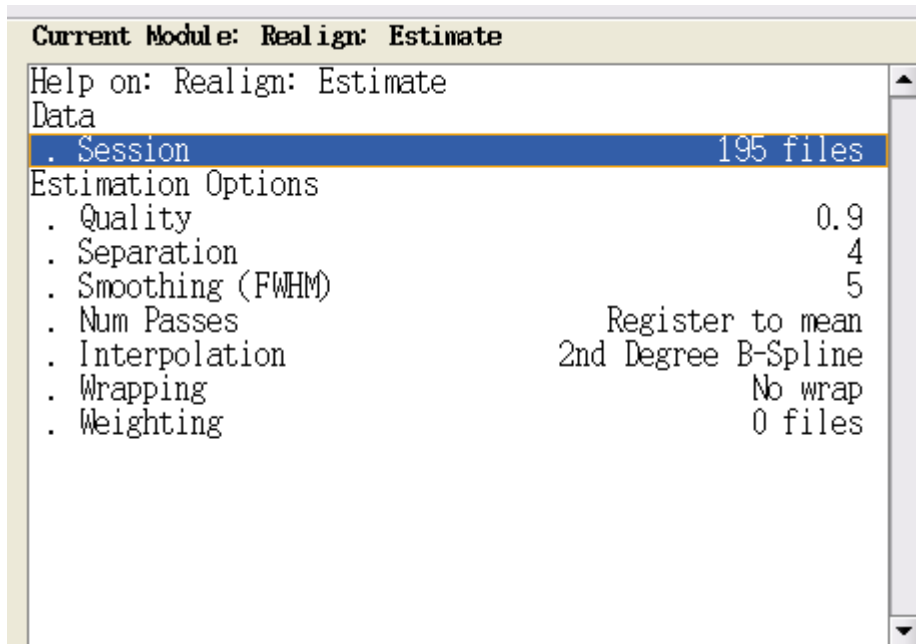 Current Module: Realign: Estimate
Help on: Realign: Estimate
Data
. Session 195 files
Estimation Options
. Quality 0.9
. Separation 4
. Smoothing (FWHM) 5
. Num Passes Register to mean
. Interpolation 2nd Degree B-Spline
. Wrapping No wrap
. Weighting 0 files